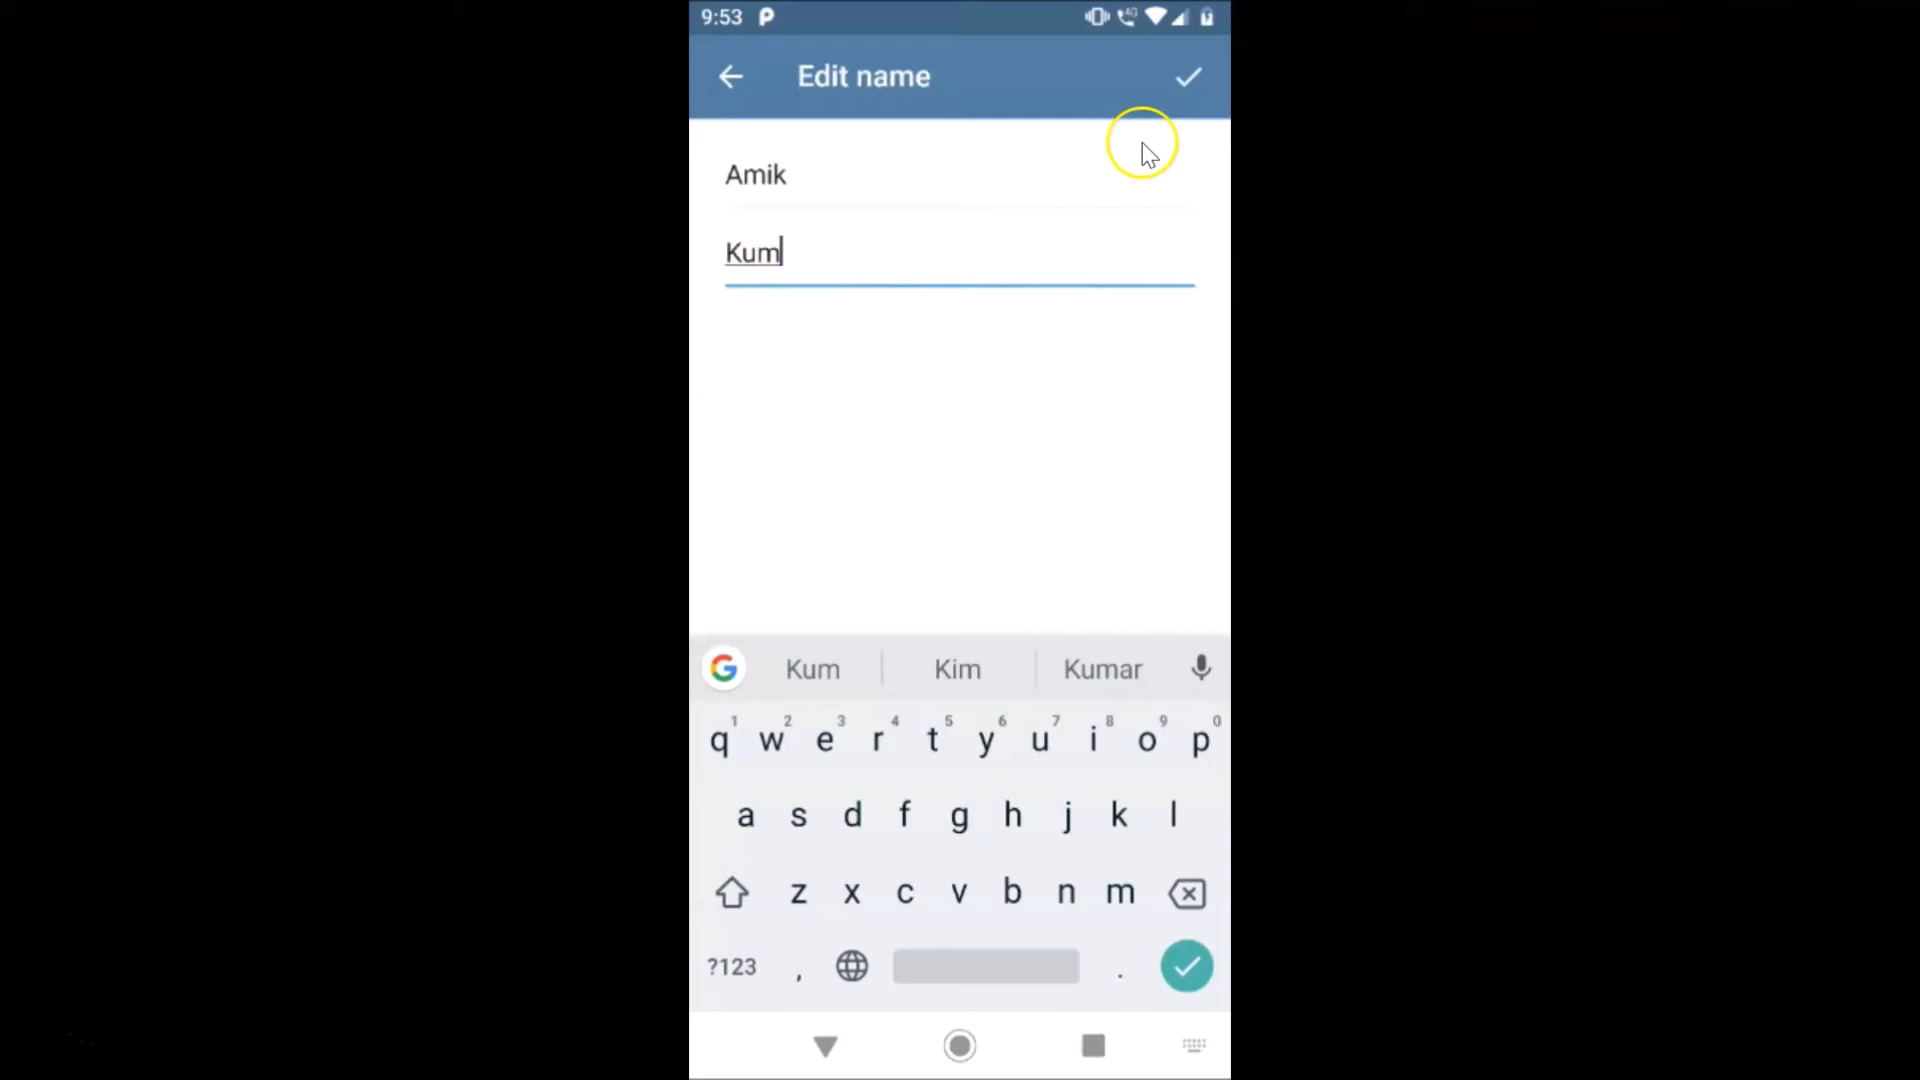 9:53
4G
Edit name
Amik
Kum
Kum Kim Kumar
1 2 3 4 5 6 7 8 9 0
q w e r t y u i o p
a s d f g h j k l
z x c v b n m
?123 , .